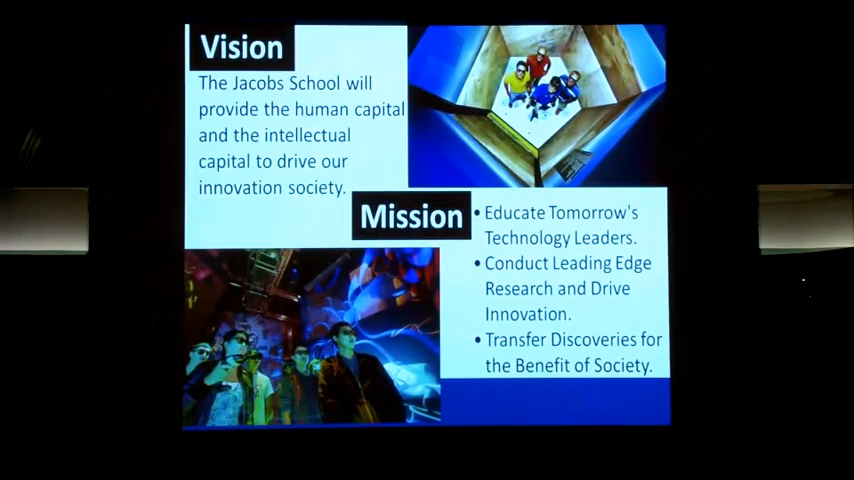 Vision
The Jacobs School will
provide the human capital
and the intellectual
capital to drive our
innovation society.
Mission
• Educate Tomorrow's
Technology Leaders.
• Conduct Leading Edge
Research and Drive
Innovation.
• Transfer Discoveries for
the Benefit of Society.